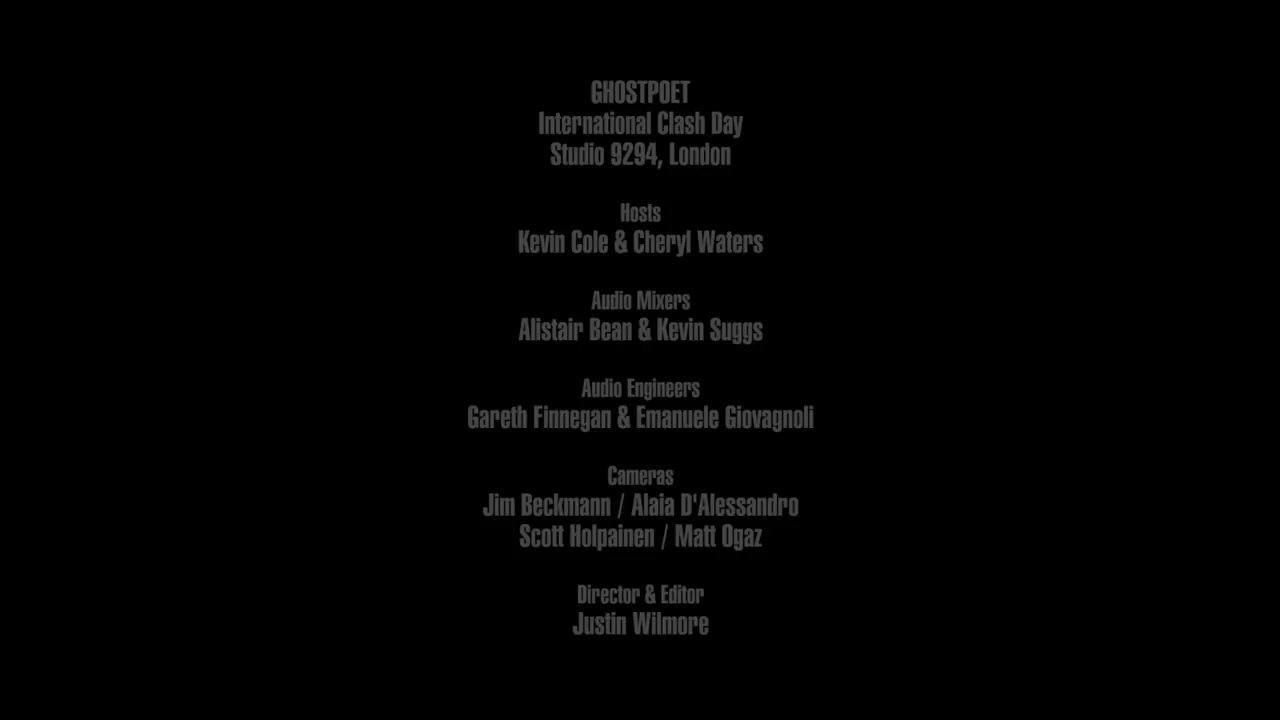 GHOSTPOET
International Clash Day
Studio 9294, London
Hosts
Kevin Cole & Cheryl Waters
Audio Mixers
Alistair Bean & Kevin Suggs
Audio Engineers
Gareth Finnegan & Emanuele Giovagnoli
Cameras
Jim Beckmann / Alaia D'Alessandro
Scott Holpainen / Matt Ogaz
Director & Editor
Justin Wilmore